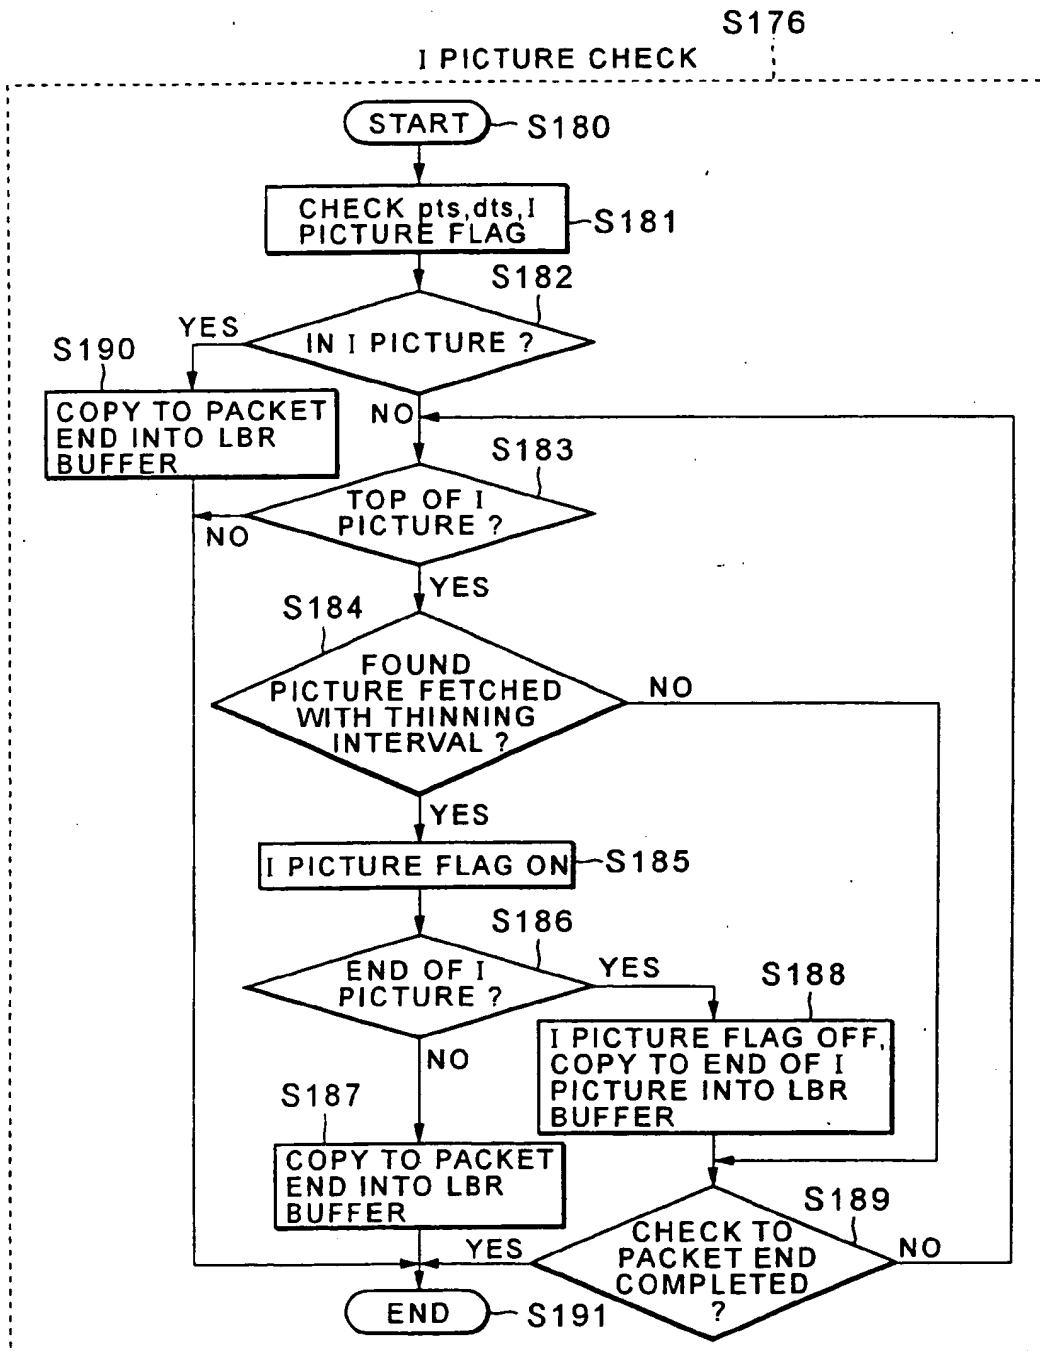 S176
I PICTURE CHECK
START
S180
CHECK pts,dts,I
PICTURE FLAG
S181
S182
IN I PICTURE ?
YES
S190
COPY TO PACKET
END INTO LBR
BUFFER
NO
S183
TOP OF I
PICTURE ?
NO
YES
S184
FOUND
PICTURE FETCHED
WITH THINNING
INTERVAL ?
NO
YES
I PICTURE FLAG ON
S185
S186
END OF I
PICTURE ?
YES
S188
I PICTURE FLAG OFF,
COPY TO END OF I
PICTURE INTO LBR
BUFFER
NO
S187
COPY TO PACKET
END INTO LBR
BUFFER
S189
CHECK TO
PACKET END
COMPLETED
?
YES
NO
END
S191